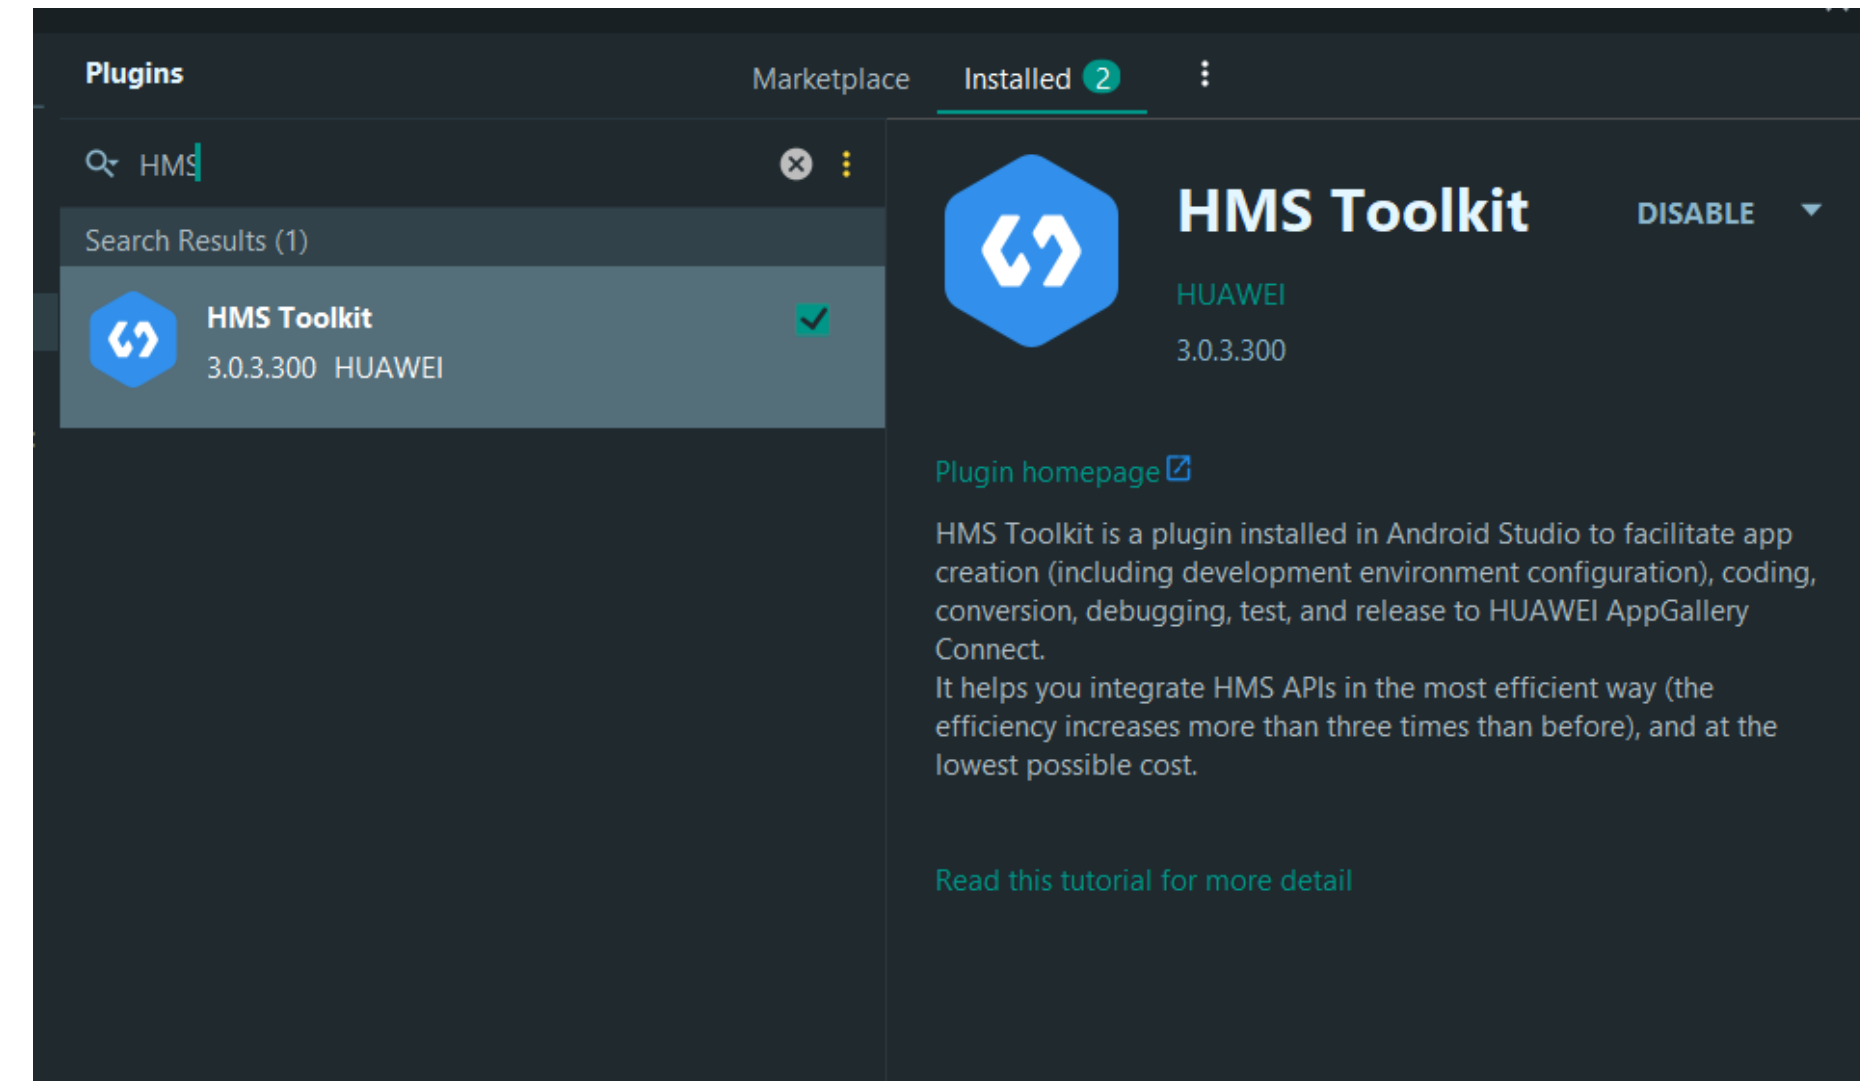 Plugins
Marketplace
Installed 2
HMS
Search Results (1)
HMS Toolkit
3.0.3.300 HUAWEI
HMS Toolkit
DISABLE
HUAWEI
3.0.3.300
Plugin homepage
HMS Toolkit is a plugin installed in Android Studio to facilitate app
creation (including development environment configuration), coding,
conversion, debugging, test, and release to HUAWEI AppGallery
Connect.
It helps you integrate HMS APIs in the most efficient way (the
efficiency increases more than three times than before), and at the
lowest possible cost.
Read this tutorial for more detail